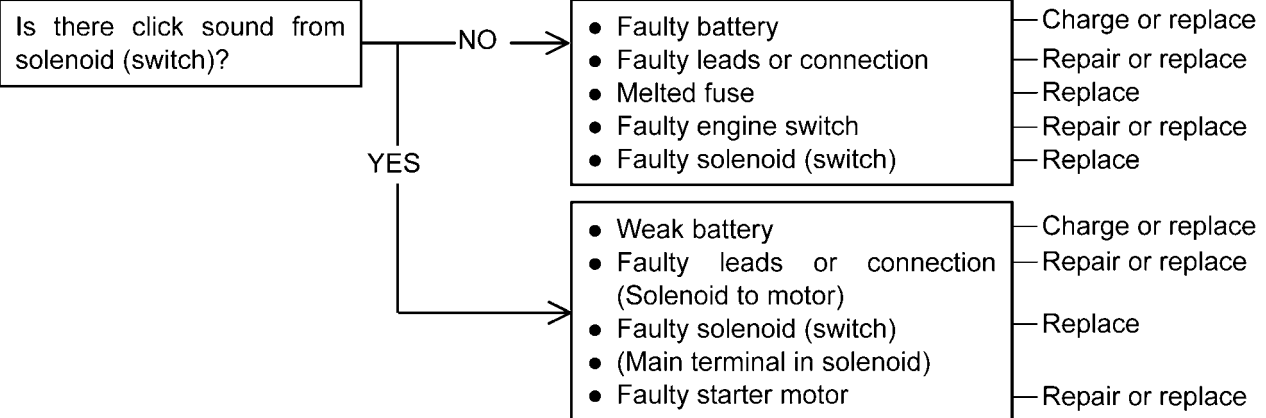 Is there click sound from
solenoid (switch)?
NO
YES
● Faulty battery
Charge or replace
● Faulty leads or connection
Repair or replace
● Melted fuse
Replace
● Faulty engine switch
Repair or replace
● Faulty solenoid (switch)
Replace
● Weak battery
Charge or replace
● Faulty leads or connection
(Solenoid to motor)
Repair or replace
● Faulty solenoid (switch)
Replace
● (Main terminal in solenoid)
● Faulty starter motor
Repair or replace